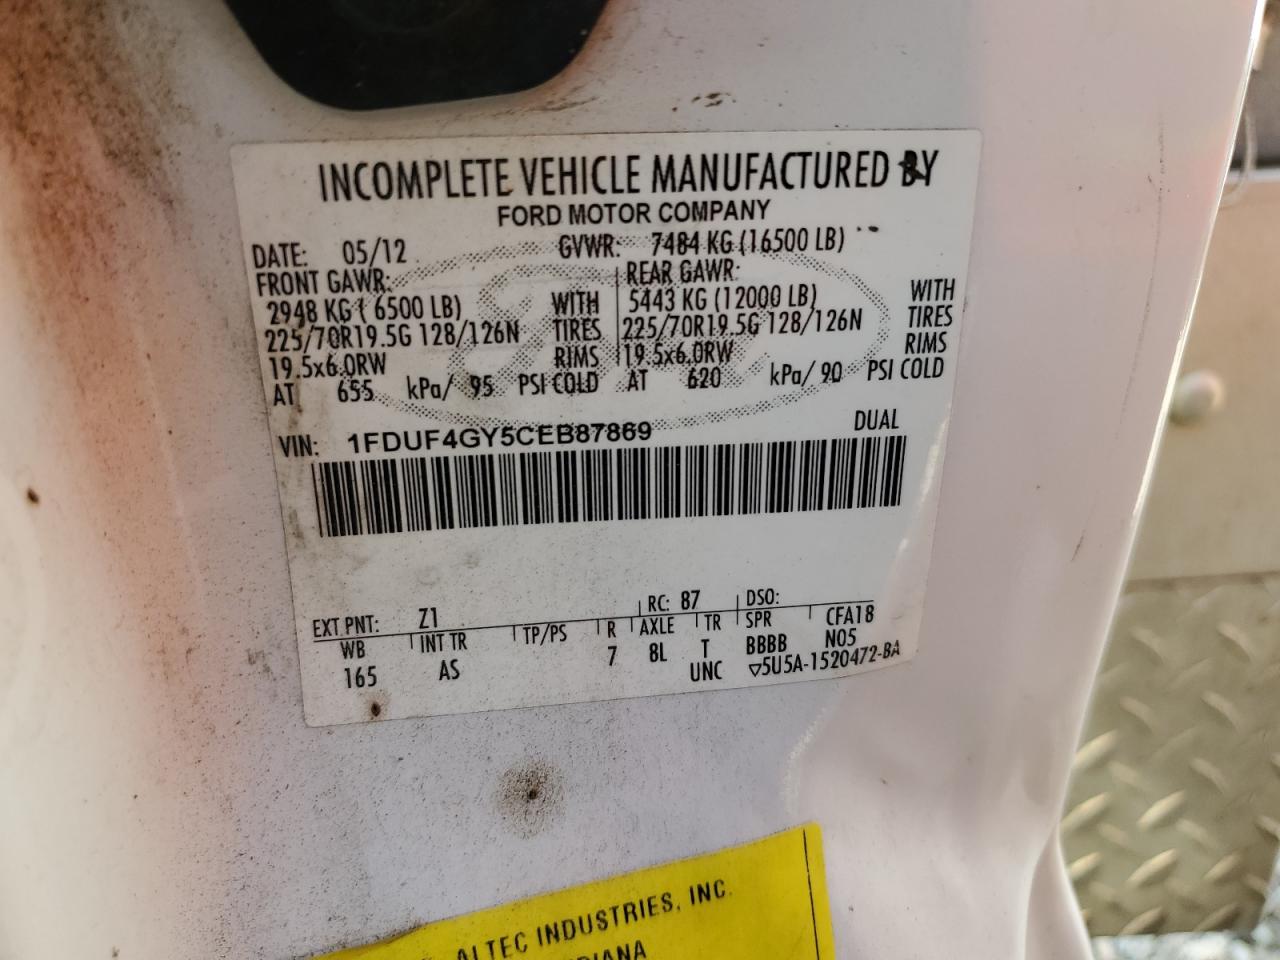 INCOMPLETE VEHICLE MANUFACTURED BY
FORD MOTOR COMPANY
DATE: 05/12 GVWR: 7484 KG (16500 LB)
FRONT GAWR: REAR GAWR:
2948 KG ( 6500 LB) WITH 5443 KG (12000 LB) WITH
225/70R19.5G 128/126N TIRES 225/70R19.5G 128/126N TIRES
19.5x6.0RW RIMS 19.5x6.0RW RIMS
AT 655 kPa/ 95 PSI COLD AT 620 kPa/ 90 PSI COLD
VIN: 1FDUF4GY5CEB87869 DUAL
EXT PNT: Z1 RC: 87 DSO:
WB INT TR TP/PS R AXLE TR SPR CFA18
165 AS 7 8L T BBBB N05
UNC ▽5U5A-1520472-BA
ALTEC INDUSTRIES, INC.